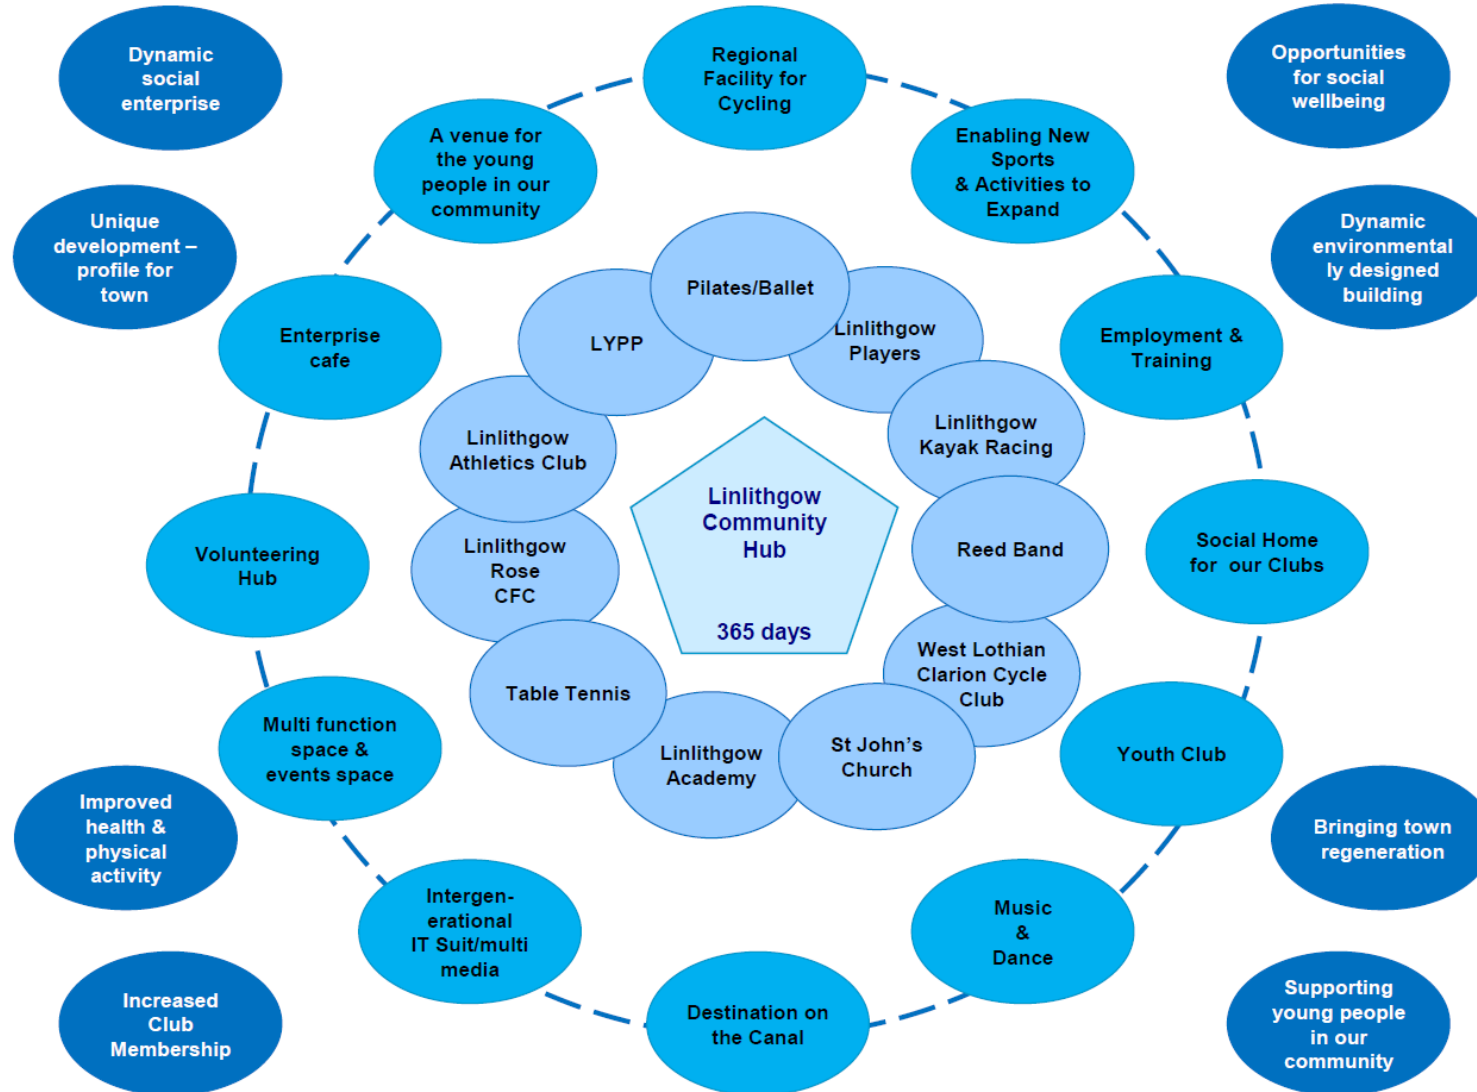 Dynamic
social
enterprise
Regional
Facility for
Cycling
Opportunities
for social
wellbeing
A venue for
the young
people in our
community
Enabling New
Sports
& Activities to
Expand
Unique
development –
profile for
town
Dynamic
environmental
ly designed
building
Pilates/Ballet
LYPP
Linlithgow
Players
Enterprise
cafe
Employment &
Training
Linlithgow
Athletics Club
Linlithgow
Kayak Racing
Linlithgow
Community
Hub
365 days
Volunteering
Hub
Linlithgow
Rose
CFC
Reed Band
Social Home
for  our Clubs
Table Tennis
West Lothian
Clarion Cycle
Club
Multi function
space &
events space
Linlithgow
Academy
St John’s
Church
Youth Club
Improved
health &
physical
activity
Bringing town
regeneration
Intergen-
erational
IT Suit/multi
media
Music
&
Dance
Increased
Club
Membership
Destination on
the Canal
Supporting
young people
in our
community